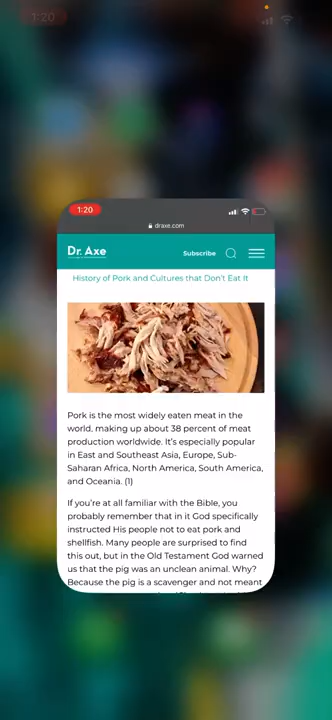 1:20
1:20
draxe.com
Dr. Axe
Subscribe
History of Pork and Cultures that Don't Eat It
Pork is the most widely eaten meat in the
world, making up about 38 percent of meat
production worldwide. It's especially popular
in East and Southeast Asia, Europe, Sub-
Saharan Africa, North America, South America,
and Oceania. (1)
If you're at all familiar with the Bible, you
probably remember that in it God specifically
instructed His people not to eat pork and
shellfish. Many people are surprised to find
this out, but in the Old Testament God warned
us that the pig was an unclean animal. Why?
Because the pig is a scavenger and not meant